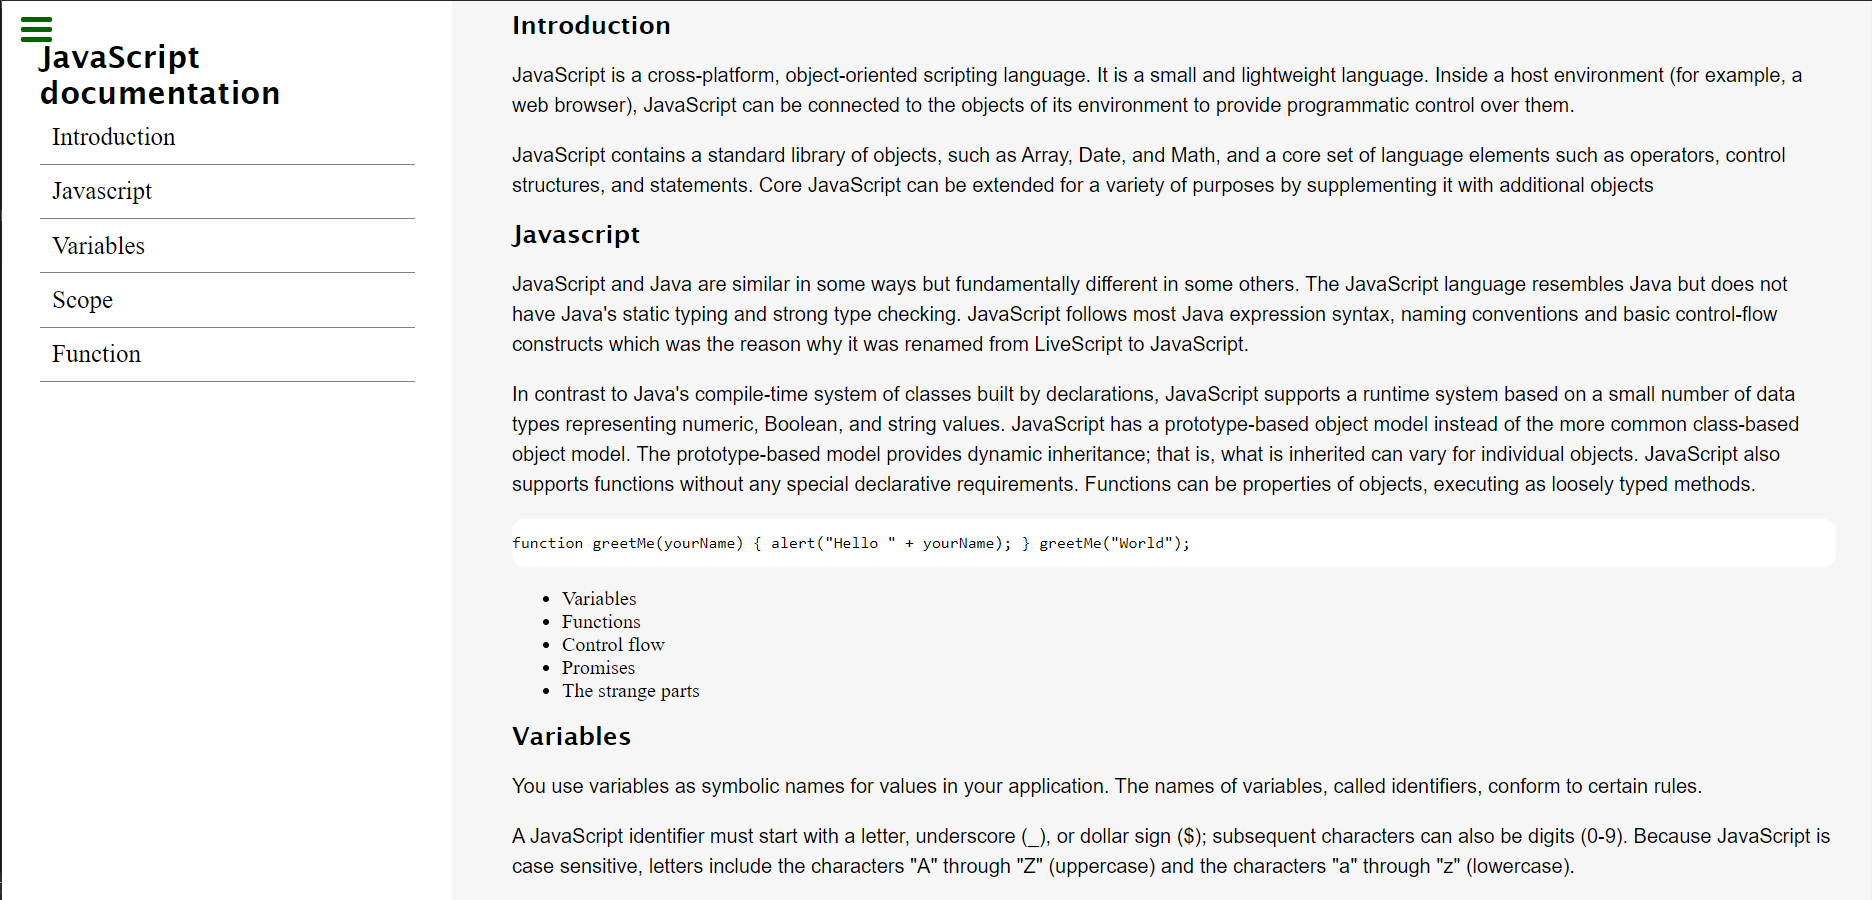 JavaScript
documentation
Introduction
Javascript
Variables
Scope
Function
Introduction
JavaScript is a cross-platform, object-oriented scripting language. It is a small and lightweight language. Inside a host environment (for example, a
web browser), JavaScript can be connected to the objects of its environment to provide programmatic control over them.
JavaScript contains a standard library of objects, such as Array, Date, and Math, and a core set of language elements such as operators, control
structures, and statements. Core JavaScript can be extended for a variety of purposes by supplementing it with additional objects
Javascript
JavaScript and Java are similar in some ways but fundamentally different in some others. The JavaScript language resembles Java but does not
have Java's static typing and strong type checking. JavaScript follows most Java expression syntax, naming conventions and basic control-flow
constructs which was the reason why it was renamed from LiveScript to JavaScript.
In contrast to Java's compile-time system of classes built by declarations, JavaScript supports a runtime system based on a small number of data
types representing numeric, Boolean, and string values. JavaScript has a prototype-based object model instead of the more common class-based
object model. The prototype-based model provides dynamic inheritance; that is, what is inherited can vary for individual objects. JavaScript also
supports functions without any special declarative requirements. Functions can be properties of objects, executing as loosely typed methods.
function greetMe(yourName) { alert("Hello " + yourName); } greetMe("World");
• Variables
• Functions
• Control flow
• Promises
• The strange parts
Variables
You use variables as symbolic names for values in your application. The names of variables, called identifiers, conform to certain rules.
A JavaScript identifier must start with a letter, underscore (_), or dollar sign ($); subsequent characters can also be digits (0-9). Because JavaScript is
case sensitive, letters include the characters "A" through "Z" (uppercase) and the characters "a" through "z" (lowercase).